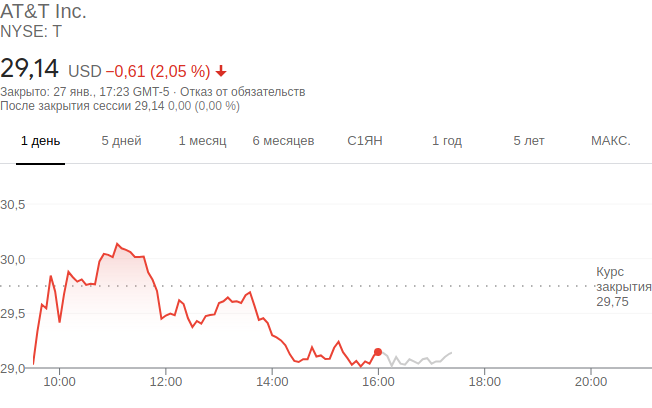 AT&T Inc.
NYSE: T
29,14 USD −0,61 (2,05 %)
Закрыто: 27 янв., 17:23 GMT-5 · Отказ от обязательств
После закрытия сессии 29,14 0,00 (0,00 %)
1 день 5 дней 1 месяц 6 месяцев С1ЯН 1 год 5 лет МАКС.
30,5
30,0
29,5
29,0
Курс
закрытия
29,75
10:00 12:00 14:00 16:00 18:00 20:00